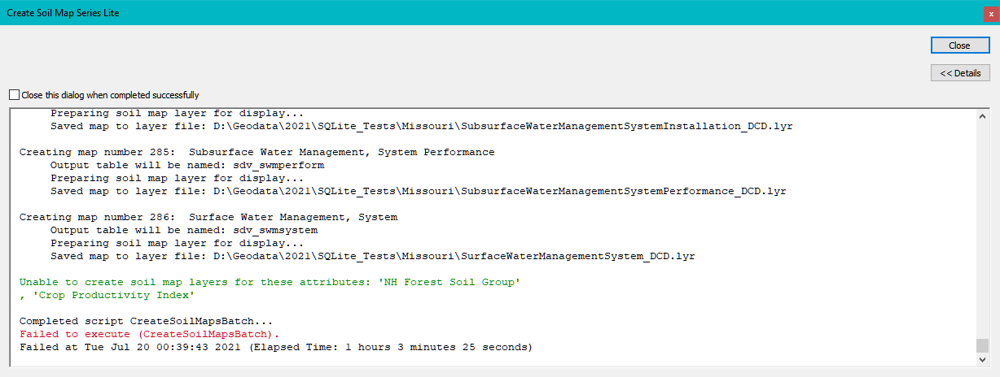 Create Soil Map Series Lite
x
Close
<< Details
Close this dialog when completed successfully
Preparing soil map layer for display...
Saved map to layer file: D:\Geodata\2021\SQLite_Tests\Missouri\SubsurfaceWaterManagementSystemInstallation_DCD.lyr
Creating map number 285:  Subsurface Water Management, System Performance
Output table will be named: sdv_swmperform
Preparing soil map layer for display...
Saved map to layer file: D:\Geodata\2021\SQLite_Tests\Missouri\SubsurfaceWaterManagementSystemPerformance_DCD.lyr
Creating map number 286:  Surface Water Management, System
Output table will be named: sdv_swmsystem
Preparing soil map layer for display...
Saved map to layer file: D:\Geodata\2021\SQLite_Tests\Missouri\SurfaceWaterManagementSystem_DCD.lyr
Unable to create soil map layers for these attributes: 'NH Forest Soil Group'
, 'Crop Productivity Index'
Completed script CreateSoilMapsBatch...
Failed to execute (CreateSoilMapsBatch).
Failed at Tue Jul 20 00:39:43 2021 (Elapsed Time: 1 hours 3 minutes 25 seconds)